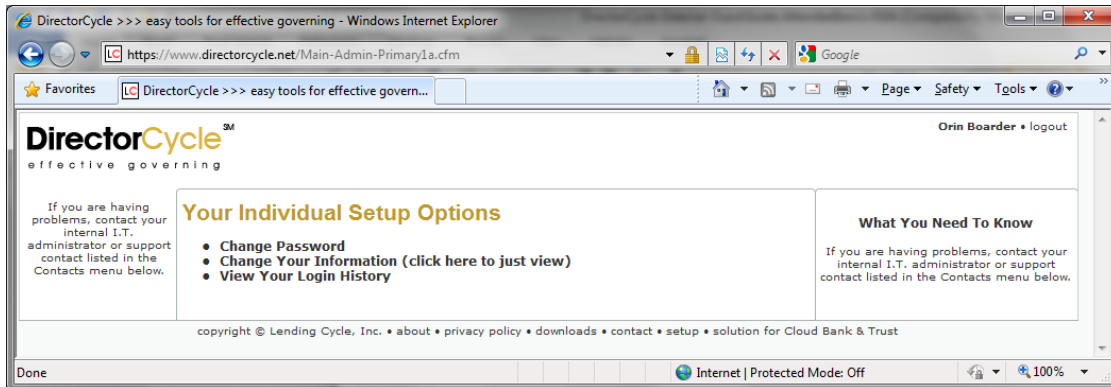 DirectorCycle >>> easy tools for effective governing - Windows Internet Explorer
LC https://www.directorcycle.net/Main-Admin-Primary1a.cfm
Google
Favorites
LC DirectorCycle >>> easy tools for effective govern...
Page Safety Tools
DirectorCycle SM
effective governing
Orin Boarder • logout
If you are having
problems, contact your
internal I.T.
administrator or support
contact listed in the
Contacts menu below.
Your Individual Setup Options
• Change Password
• Change Your Information (click here to just view)
• View Your Login History
What You Need To Know
If you are having problems, contact your
internal I.T. administrator or support
contact listed in the Contacts menu below.
copyright © Lending Cycle, Inc. • about • privacy policy • downloads • contact • setup • solution for Cloud Bank & Trust
Done
Internet | Protected Mode: Off
100%